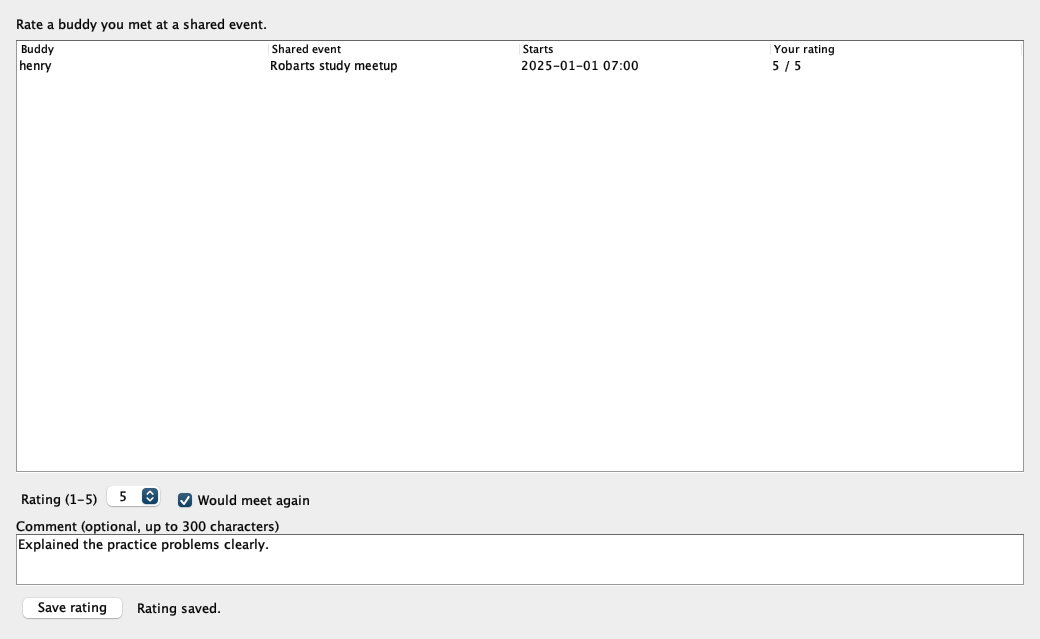 Rate a buddy you met at a shared event.
Buddy Shared event Starts Your rating
henry Robarts study meetup 2025-01-01 07:00 5 / 5
Rating (1-5) 5 Would meet again
Comment (optional, up to 300 characters)
Explained the practice problems clearly.
Save rating Rating saved.